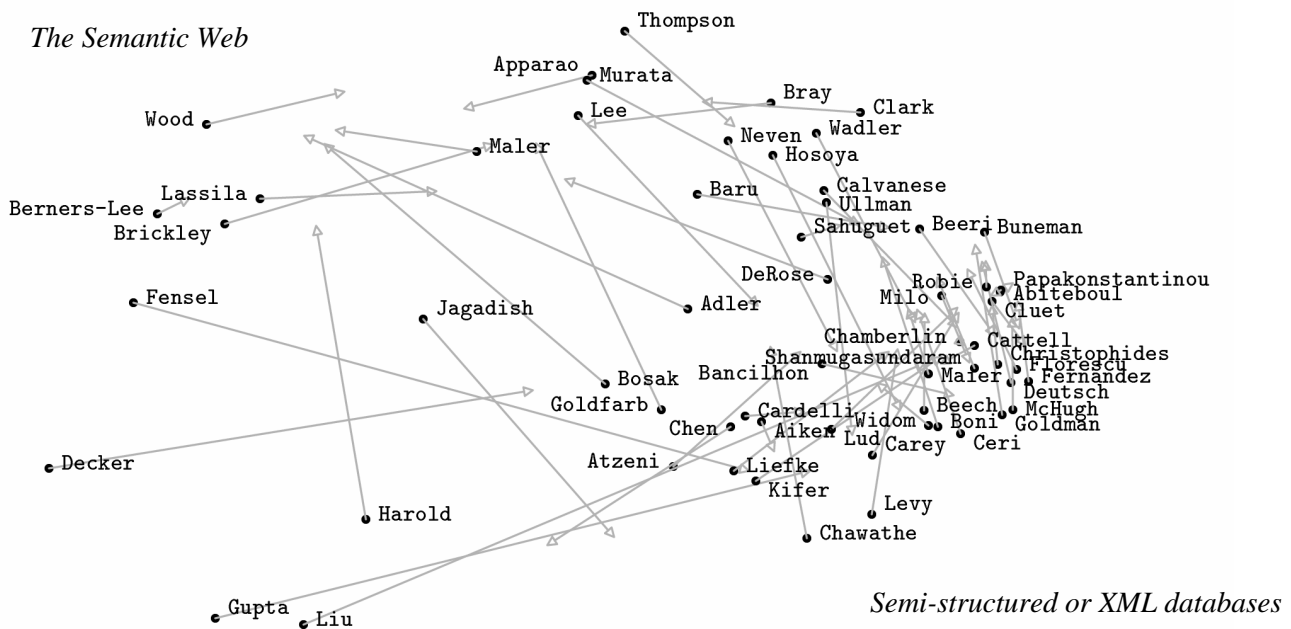 Thompson
The Semantic Web
Apparao
Murata
Bray
Clark
Wood
Lee
Neven
Wadler
Maler
Hosoya
Lassila
Baru
Calvanese
Ullman
Berners-Lee
Brickley
Sahuguet
Beeri
Buneman
DeRose
Robie
Papakonstantinou
Fensel
Milo
Abiteboul
Adler
Jagadish
Cluet
Chamberlin
Cattell
Shanmugasundaram
Christophides
Bancilhon
Florescu
Bosak
Maier
Fernandez
Deutsch
Goldfarb
Cardelli
Beech
McHugh
Chen
Aiken
Widom
Boni
Goldman
Lud
Carey
Ceri
Decker
Atzeni
Liefke
Kifer
Harold
Levy
Chawathe
Gupta
Liu
Semi-structured or XML databases